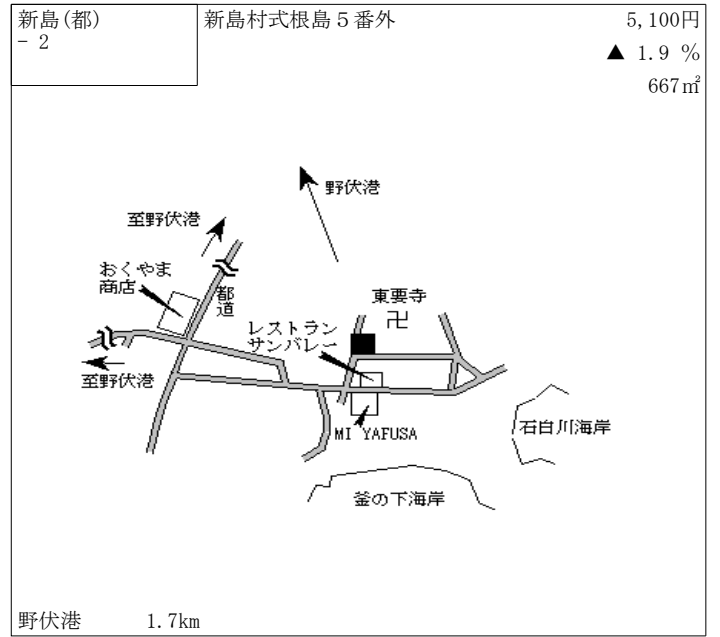 新島(都)
- 2
新島村式根島５番外
5,100円
▲ 1.9 %
667㎡
野伏港
至野伏港
おくやま
商店
都道
東要寺
レストラン
サンバレー
至野伏港
MI YAFUSA
石白川海岸
釜の下海岸
野伏港 1.7km